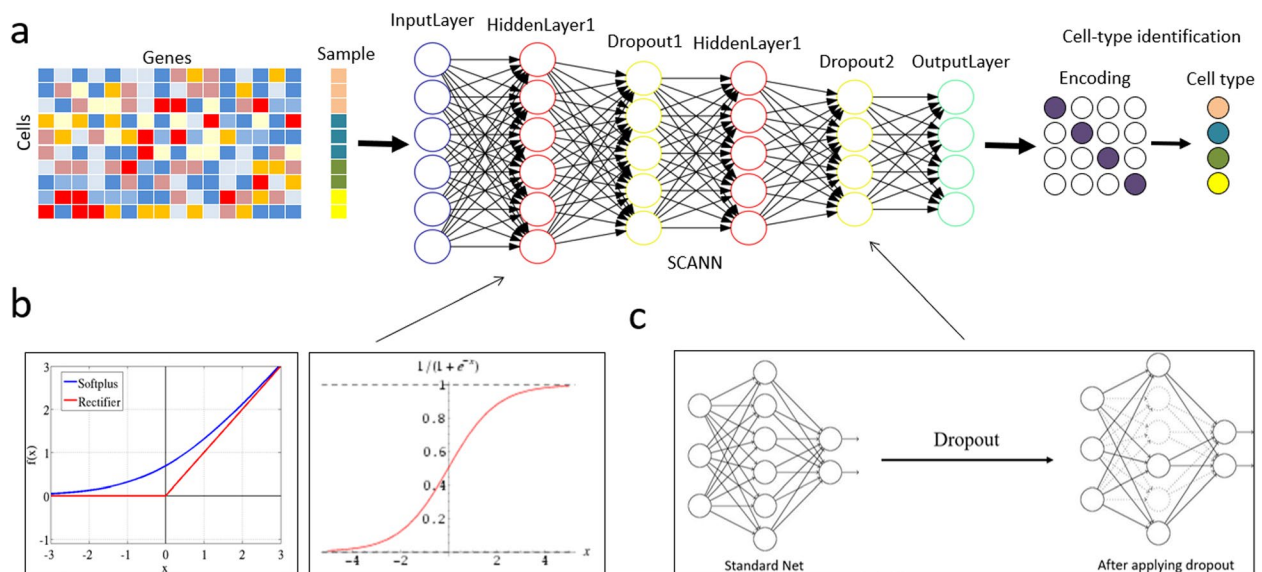 a
InputLayer
HiddenLayer1
Dropout1
HiddenLayer1
Dropout2
OutputLayer
Cell-type identification
Genes
Sample
Encoding
Cell type
Cells
SCANN
b
Softplus
Rectifier
f(x)
3
2
1
0
-1
-3
-2
-1
0
1
2
3
x
1/(1 + e^-x)
1
0.8
0.6
0.4
0.2
-4
-2
2
4
x
c
Dropout
Standard Net
After applying dropout